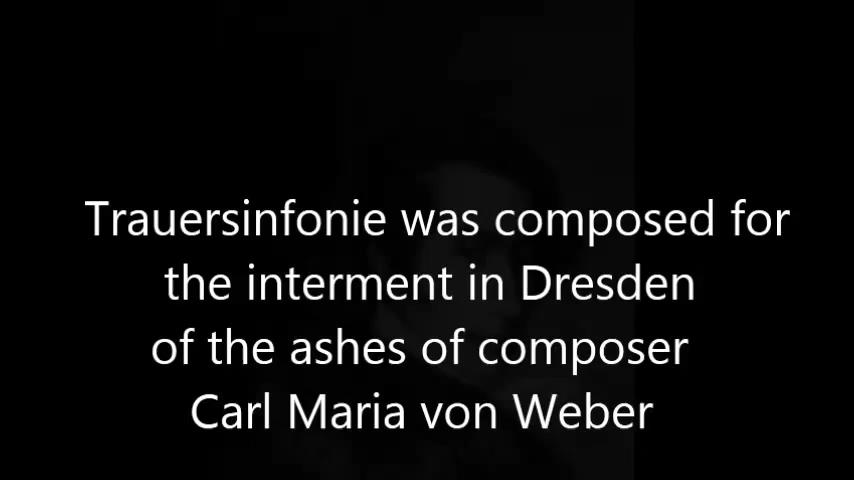 Trauersinfonie was composed for
the interment in Dresden
of the ashes of composer
Carl Maria von Weber